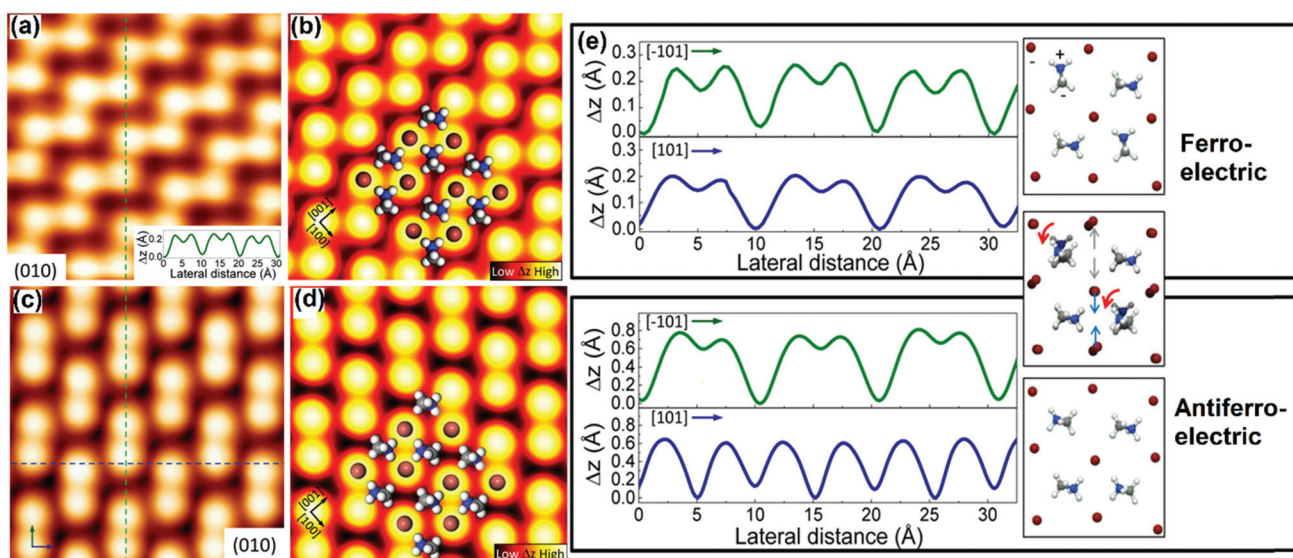 (a)
(010)
Δz (Å)
0.2
0.0
0 5 10 15 20 25 30
Lateral distance (Å)
(b)
[001]
[100]
Low Δz High
(c)
(010)
(d)
[001]
[100]
Low Δz High
(e)
[-101]
Δz (Å)
0.3
0.2
0.1
0.0
[101]
Δz (Å)
0.3
0.2
0.1
0.0
0 5 10 15 20 25 30
Lateral distance (Å)
+
-
-
Ferro-
electric
[-101]
Δz (Å)
0.8
0.6
0.4
0.2
0.0
[101]
Δz (Å)
0.8
0.6
0.4
0.2
0.0
0 5 10 15 20 25 30
Lateral distance (Å)
Antiferro-
electric